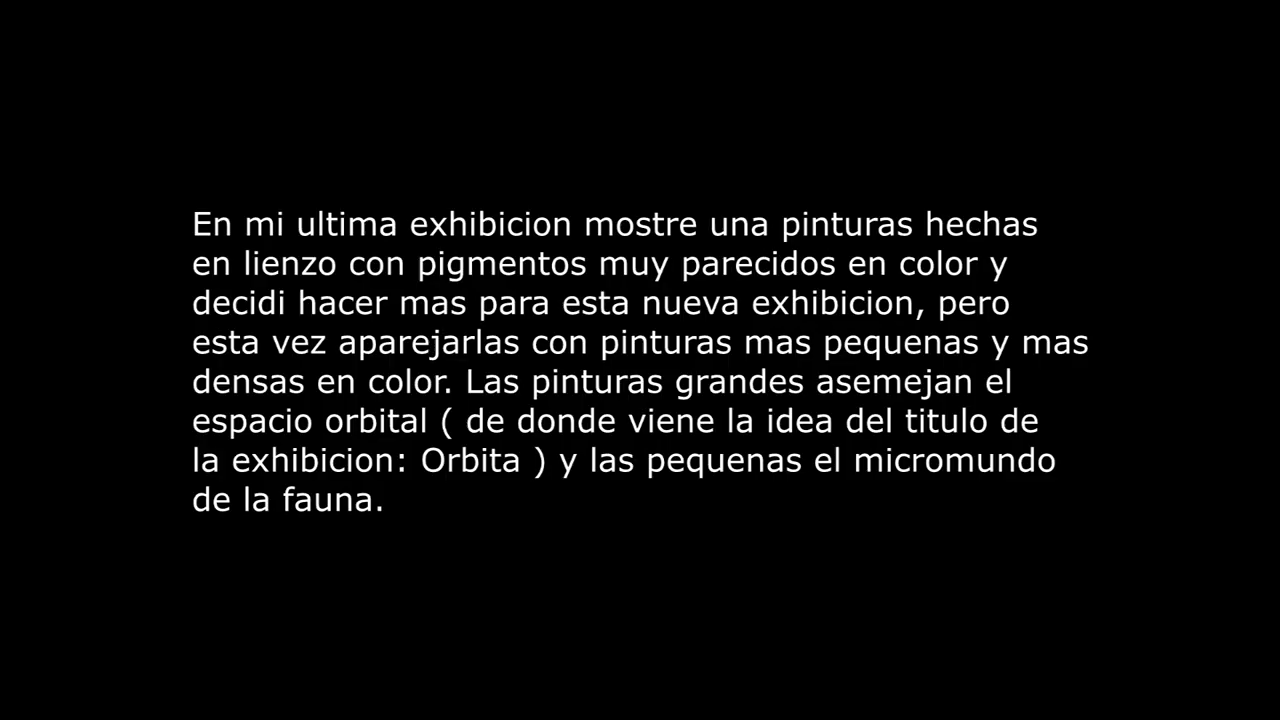 En mi ultima exhibicion mostre una pinturas hechas
en lienzo con pigmentos muy parecidos en color y
decidi hacer mas para esta nueva exhibicion, pero
esta vez aparejarlas con pinturas mas pequenas y mas
densas en color. Las pinturas grandes asemejan el
espacio orbital ( de donde viene la idea del titulo de
la exhibicion: Orbita ) y las pequenas el micromundo
de la fauna.